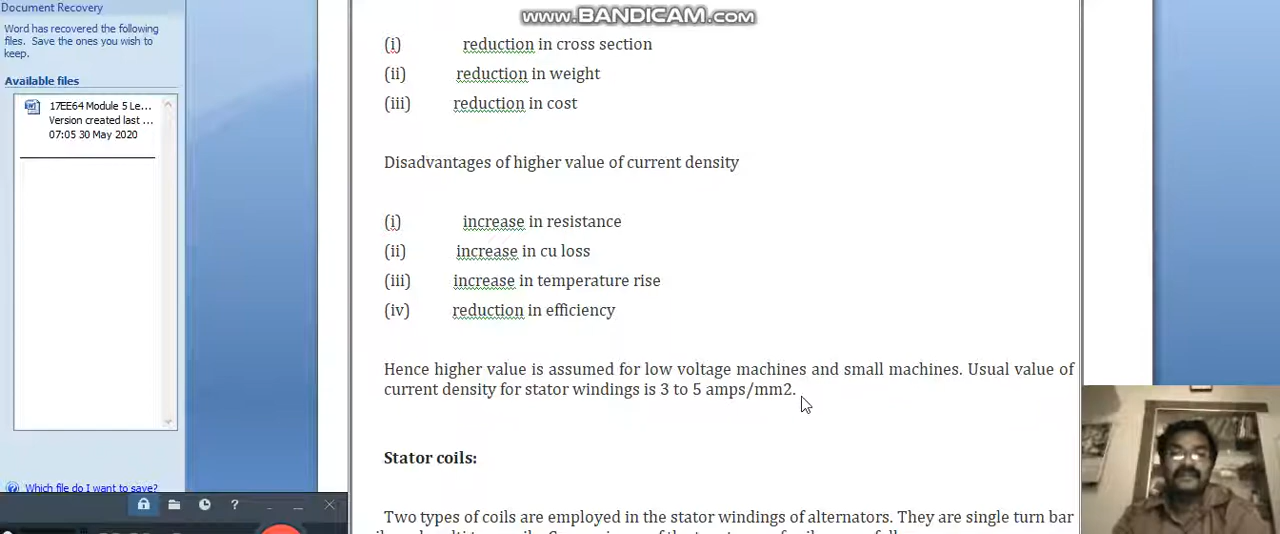 Document Recovery
Word has recovered the following
files. Save the ones you wish to
keep.
Available files
17EE64 Module 5 Le...
Version created last ...
07:05 30 May 2020
Which file do I want to save?
www.BANDICAM.com
(i) reduction in cross section
(ii) reduction in weight
(iii) reduction in cost
Disadvantages of higher value of current density
(i) increase in resistance
(ii) increase in cu loss
(iii) increase in temperature rise
(iv) reduction in efficiency
Hence higher value is assumed for low voltage machines and small machines. Usual value of
current density for stator windings is 3 to 5 amps/mm2.
Stator coils:
Two types of coils are employed in the stator windings of alternators. They are single turn bar